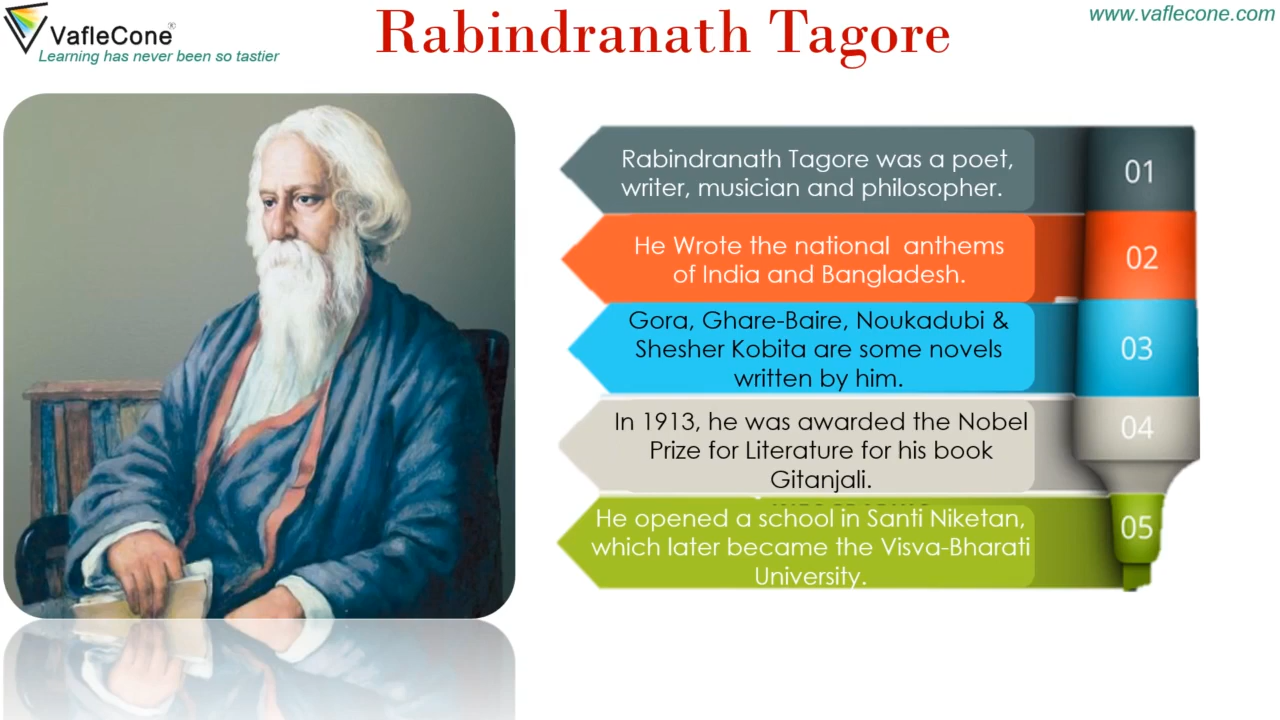 VafleCone®
Learning has never been so tastier
Rabindranath Tagore
www.vaflecone.com
Rabindranath Tagore was a poet,
writer, musician and philosopher.
01
He Wrote the national  anthems
of India and Bangladesh.
02
Gora, Ghare-Baire, Noukadubi &
Shesher Kobita are some novels
written by him.
03
In 1913, he was awarded the Nobel
Prize for Literature for his book
Gitanjali.
04
He opened a school in Santi Niketan,
which later became the Visva-Bharati
University.
05